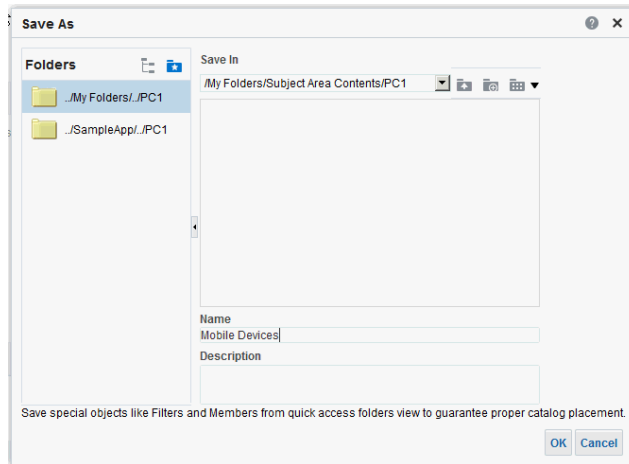 Save As
Folders
../My Folders/../PC1
../SampleApp/../PC1
Save In
/My Folders/Subject Area Contents/PC1
Name
Mobile Devices
Description
Save special objects like Filters and Members from quick access folders view to guarantee proper catalog placement.
OK Cancel